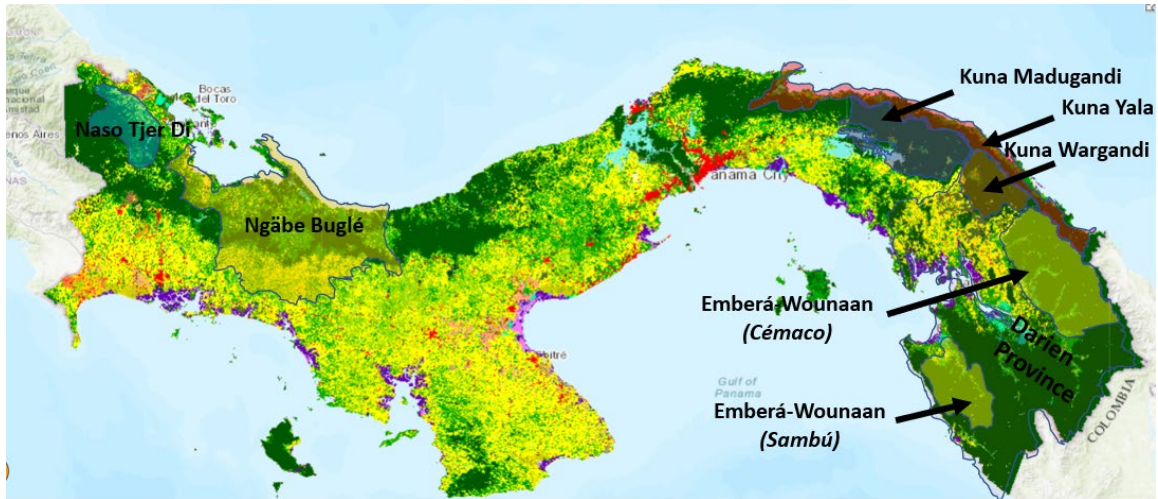 Bocas
del Toro
Naso Tjer Di
Ngäbe Buglé
Panama City
Kuna Madugandi
Kuna Yala
Kuna Wargandi
Emberá-Wounaan
(Cémaco)
Darien
Province
Gulf of
Panama
Emberá-Wounaan
(Sambú)
COLOMBIA